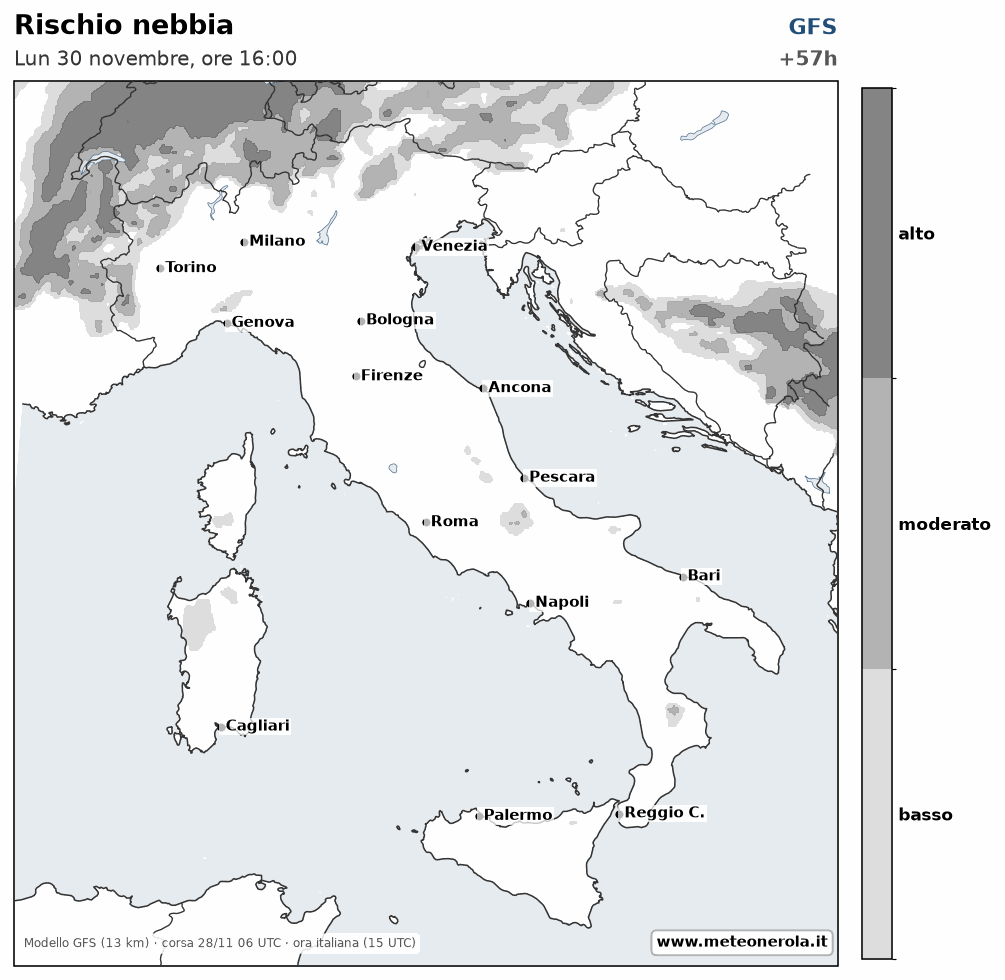 Rischio nebbia
GFS
Lun 30 novembre, ore 16:00
+57h
alto
Milano
Venezia
Torino
Bologna
Genova
Firenze
Ancona
Pescara
Roma
moderato
Bari
Napoli
Cagliari
Palermo
Reggio C.
basso
Modello GFS (13 km) · corsa 28/11 06 UTC · ora italiana (15 UTC)
www.meteonerola.it